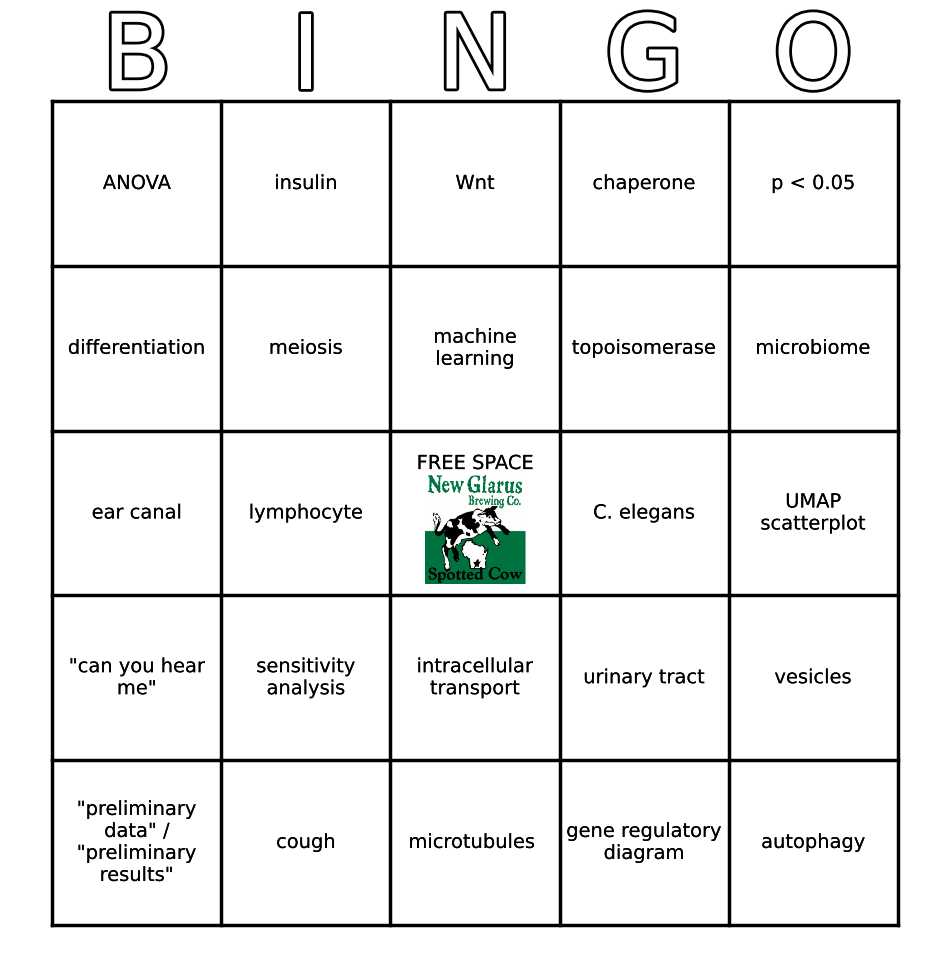 B I N G O
ANOVA
insulin
Wnt
chaperone
p < 0.05
differentiation
meiosis
machine
learning
topoisomerase
microbiome
ear canal
lymphocyte
FREE SPACE
New Glarus
Brewing Co.
Spotted Cow
C. elegans
UMAP
scatterplot
"can you hear
me"
sensitivity
analysis
intracellular
transport
urinary tract
vesicles
"preliminary
data" /
"preliminary
results"
cough
microtubules
gene regulatory
diagram
autophagy